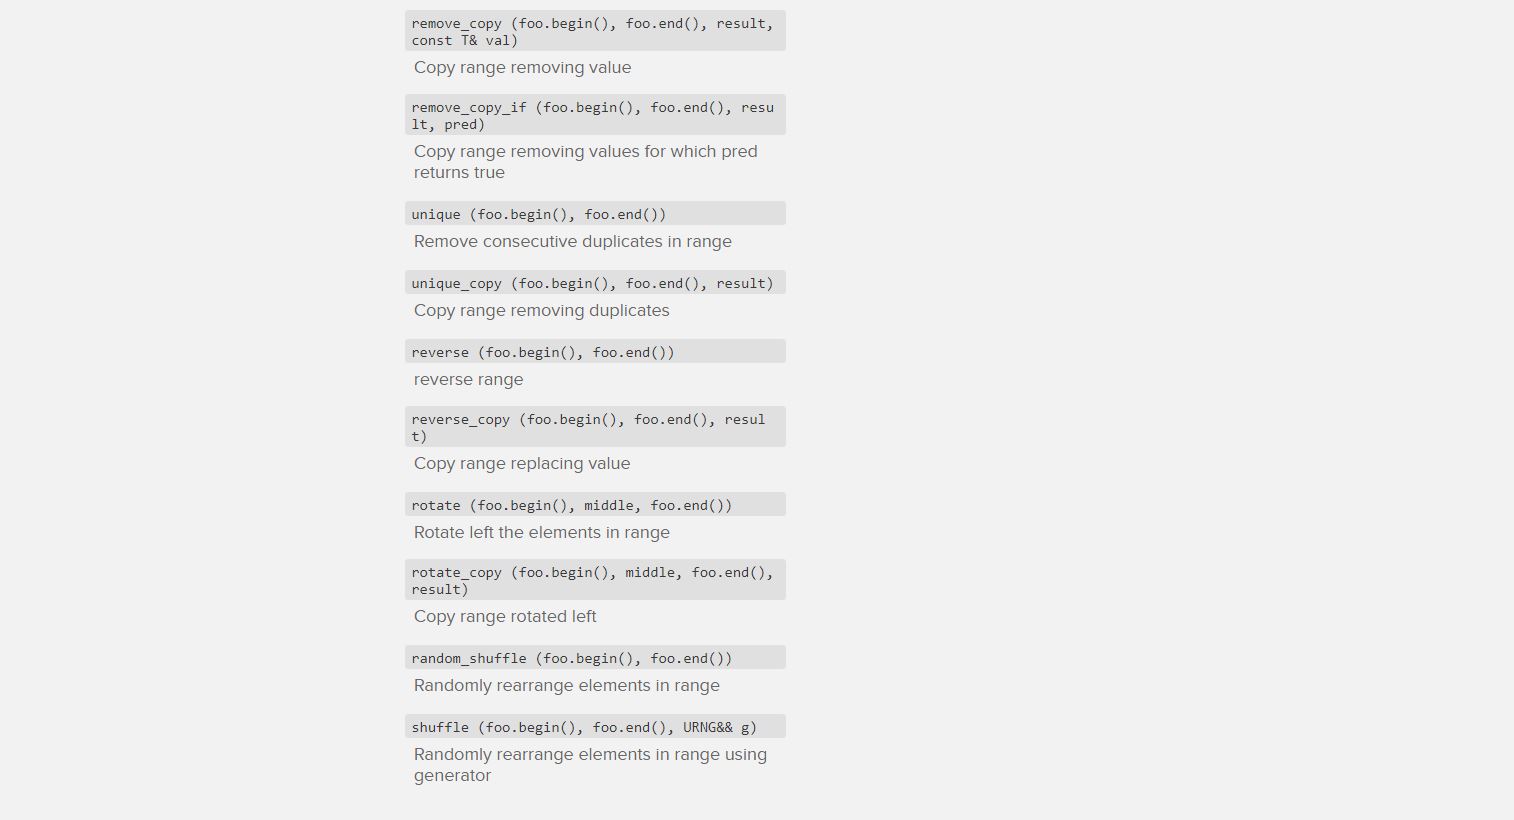 remove_copy (foo.begin(), foo.end(), result,
const T& val)
Copy range removing value
remove_copy_if (foo.begin(), foo.end(), resu
lt, pred)
Copy range removing values for which pred
returns true
unique (foo.begin(), foo.end())
Remove consecutive duplicates in range
unique_copy (foo.begin(), foo.end(), result)
Copy range removing duplicates
reverse (foo.begin(), foo.end())
reverse range
reverse_copy (foo.begin(), foo.end(), resul
t)
Copy range replacing value
rotate (foo.begin(), middle, foo.end())
Rotate left the elements in range
rotate_copy (foo.begin(), middle, foo.end(),
result)
Copy range rotated left
random_shuffle (foo.begin(), foo.end())
Randomly rearrange elements in range
shuffle (foo.begin(), foo.end(), URNG&& g)
Randomly rearrange elements in range using
generator